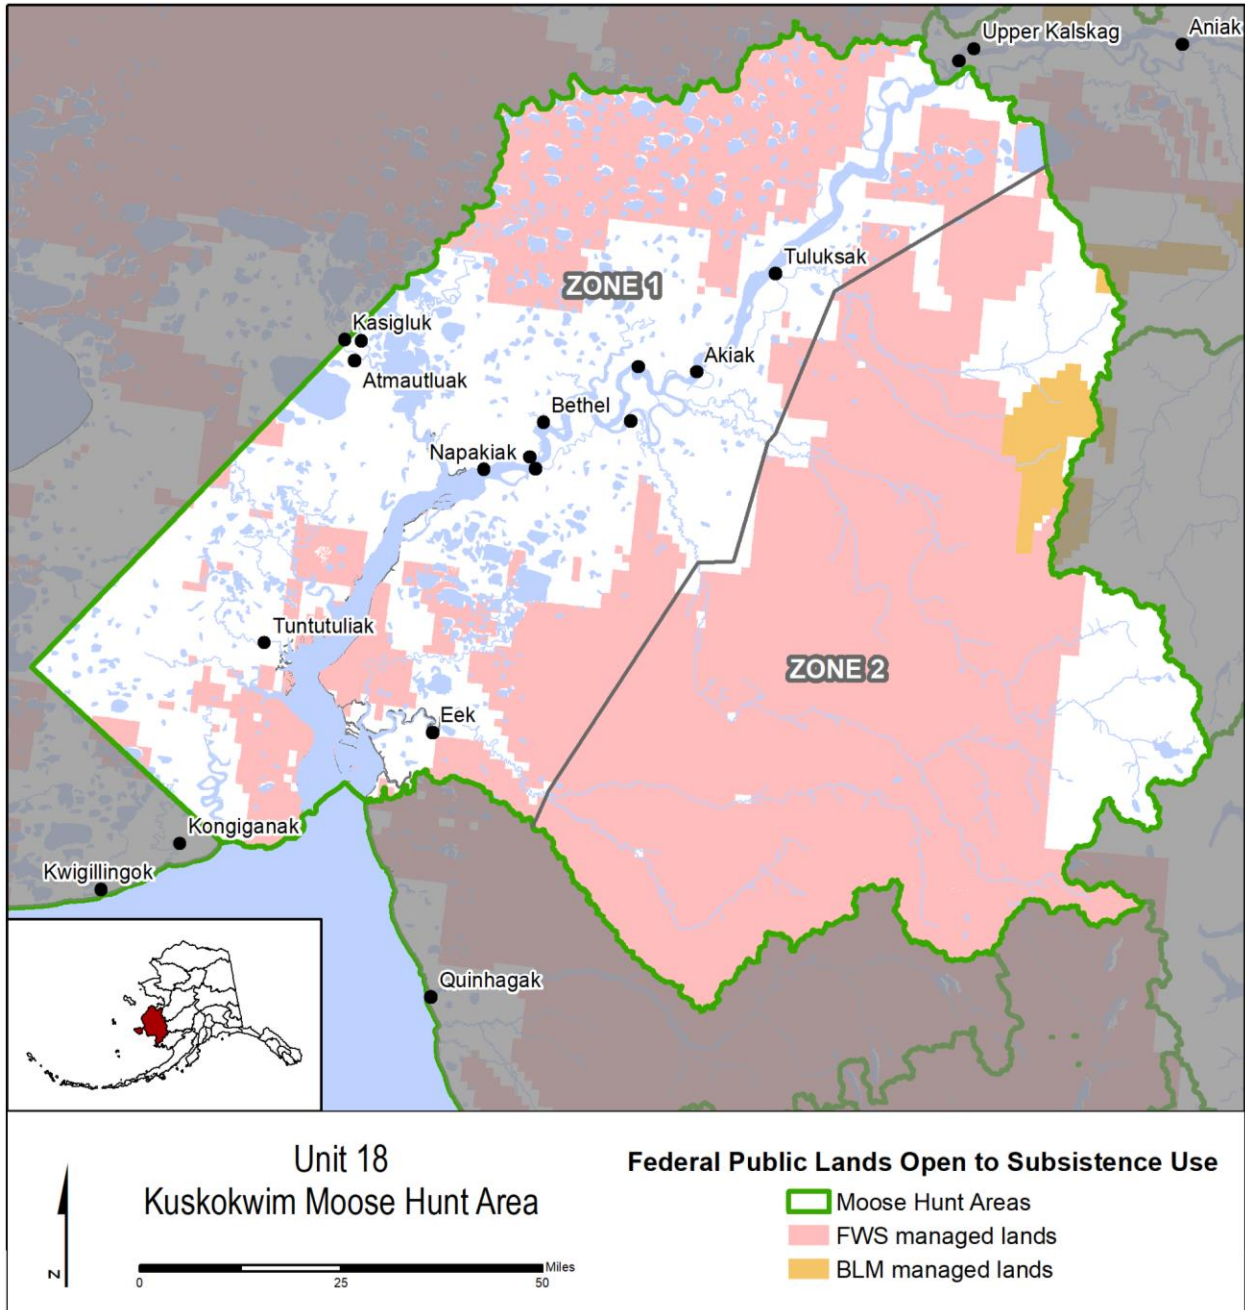 Upper Kalskag
Aniak
Tuluksak
ZONE 1
Kasigluk
Akiak
Atmautluak
Bethel
Napakiak
Tuntutuliak
ZONE 2
Eek
Kongiganak
Kwigillingok
Quinhagak
Unit 18
Kuskokwim Moose Hunt Area
N
0 25 50 Miles
Federal Public Lands Open to Subsistence Use
Moose Hunt Areas
FWS managed lands
BLM managed lands